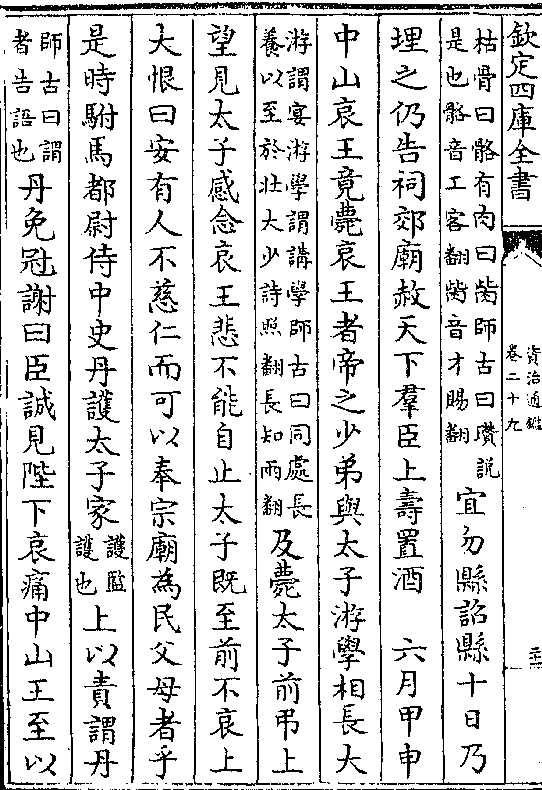 欽定四庫全書
資治通鑑
卷二十九
二十一
枯骨曰骼有肉曰胔師古曰瓚説
是也骼音工客翻胔音才賜翻
宜勿縣詔縣十日乃
埋之仍告祠郊廟赦天下羣臣上壽置酒　六月甲申
中山哀王竟薨哀王者帝之少弟與太子游學相長大
游謂宴游學謂講學師古曰同處長
養以至於壯大少詩照翻長知兩翻
及薨太子前弔上
望見太子感念哀王悲不能自止太子既至前不哀上
大恨曰安有人不慈仁而可以奉宗廟為民父母者乎
是時駙馬都尉侍中史丹護太子家
護監
護也
上以責謂丹
師古曰謂
者告語也
丹免冠謝曰臣誠見陛下哀痛中山王至以